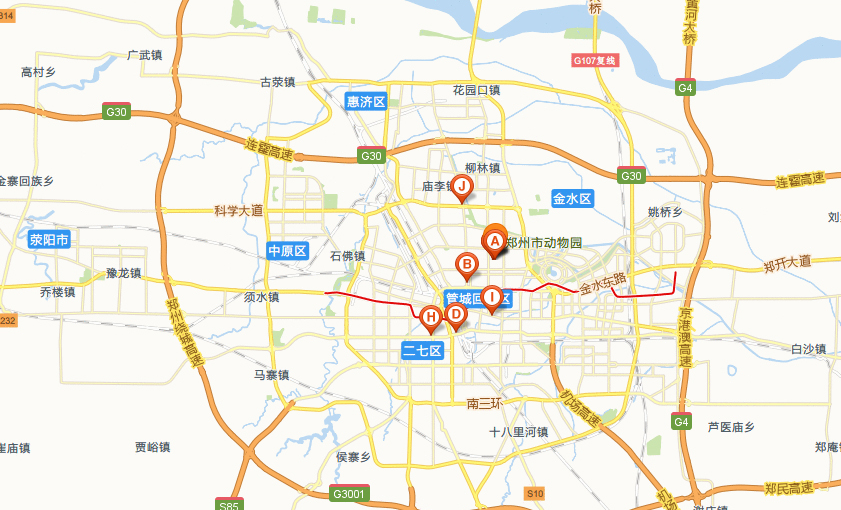 314
广武镇
高村乡
古荥镇
惠济区
花园口镇
大桥
黄河大桥
G107复线
G4
G30
连霍高速
G30
柳林镇
G30
连霍高速
金寨回族乡
庙李镇
J
金水区
姚桥乡
科学大道
荥阳市
中原区
石佛镇
A
郑州市动物园
B
豫龙镇
乔楼镇
须水镇
管城回
区
I
金水东路
郑开大道
232
郑州绕城高速
H
D
二七区
京港澳高速
白沙镇
马寨镇
南三环
机场高速
十八里河镇
G4
芦医庙乡
崔庙镇
贾峪镇
侯寨乡
郑庵
G3001
S10
S85
郑民高速
机场